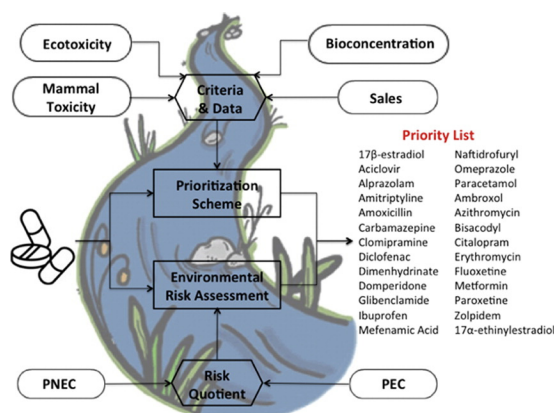 Ecotoxicity
Bioconcentration
Mammal
Toxicity
Criteria
& Data
Sales
Priority List
17β-estradiol
Aciclovir
Alprazolam
Amitriptyline
Amoxicillin
Carbamazepine
Clomipramine
Diclofenac
Dimenhydrinate
Domperidone
Glibenclamide
Ibuprofen
Mefenamic Acid
Naftidrofuryl
Omeprazole
Paracetamol
Ambroxol
Azithromycin
Bisacodyl
Citalopram
Erythromycin
Fluoxetine
Metformin
Paroxetine
Zolpidem
17α-ethinylestradiol
Prioritization
Scheme
Environmental
Risk Assessment
PNEC
Risk
Quotient
PEC